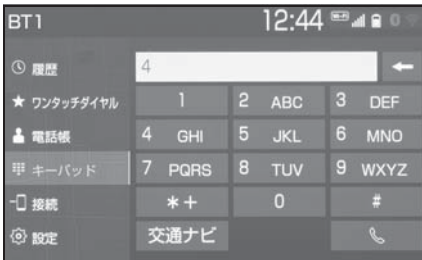 BT1 12:44
履歴
4
ワンタッチダイヤル
1 2 ABC 3 DEF
電話帳
4 GHI 5 JKL 6 MNO
キーパッド
7 PQRS 8 TUV 9 WXYZ
接続
*+ 0 #
設定
交通ナビ